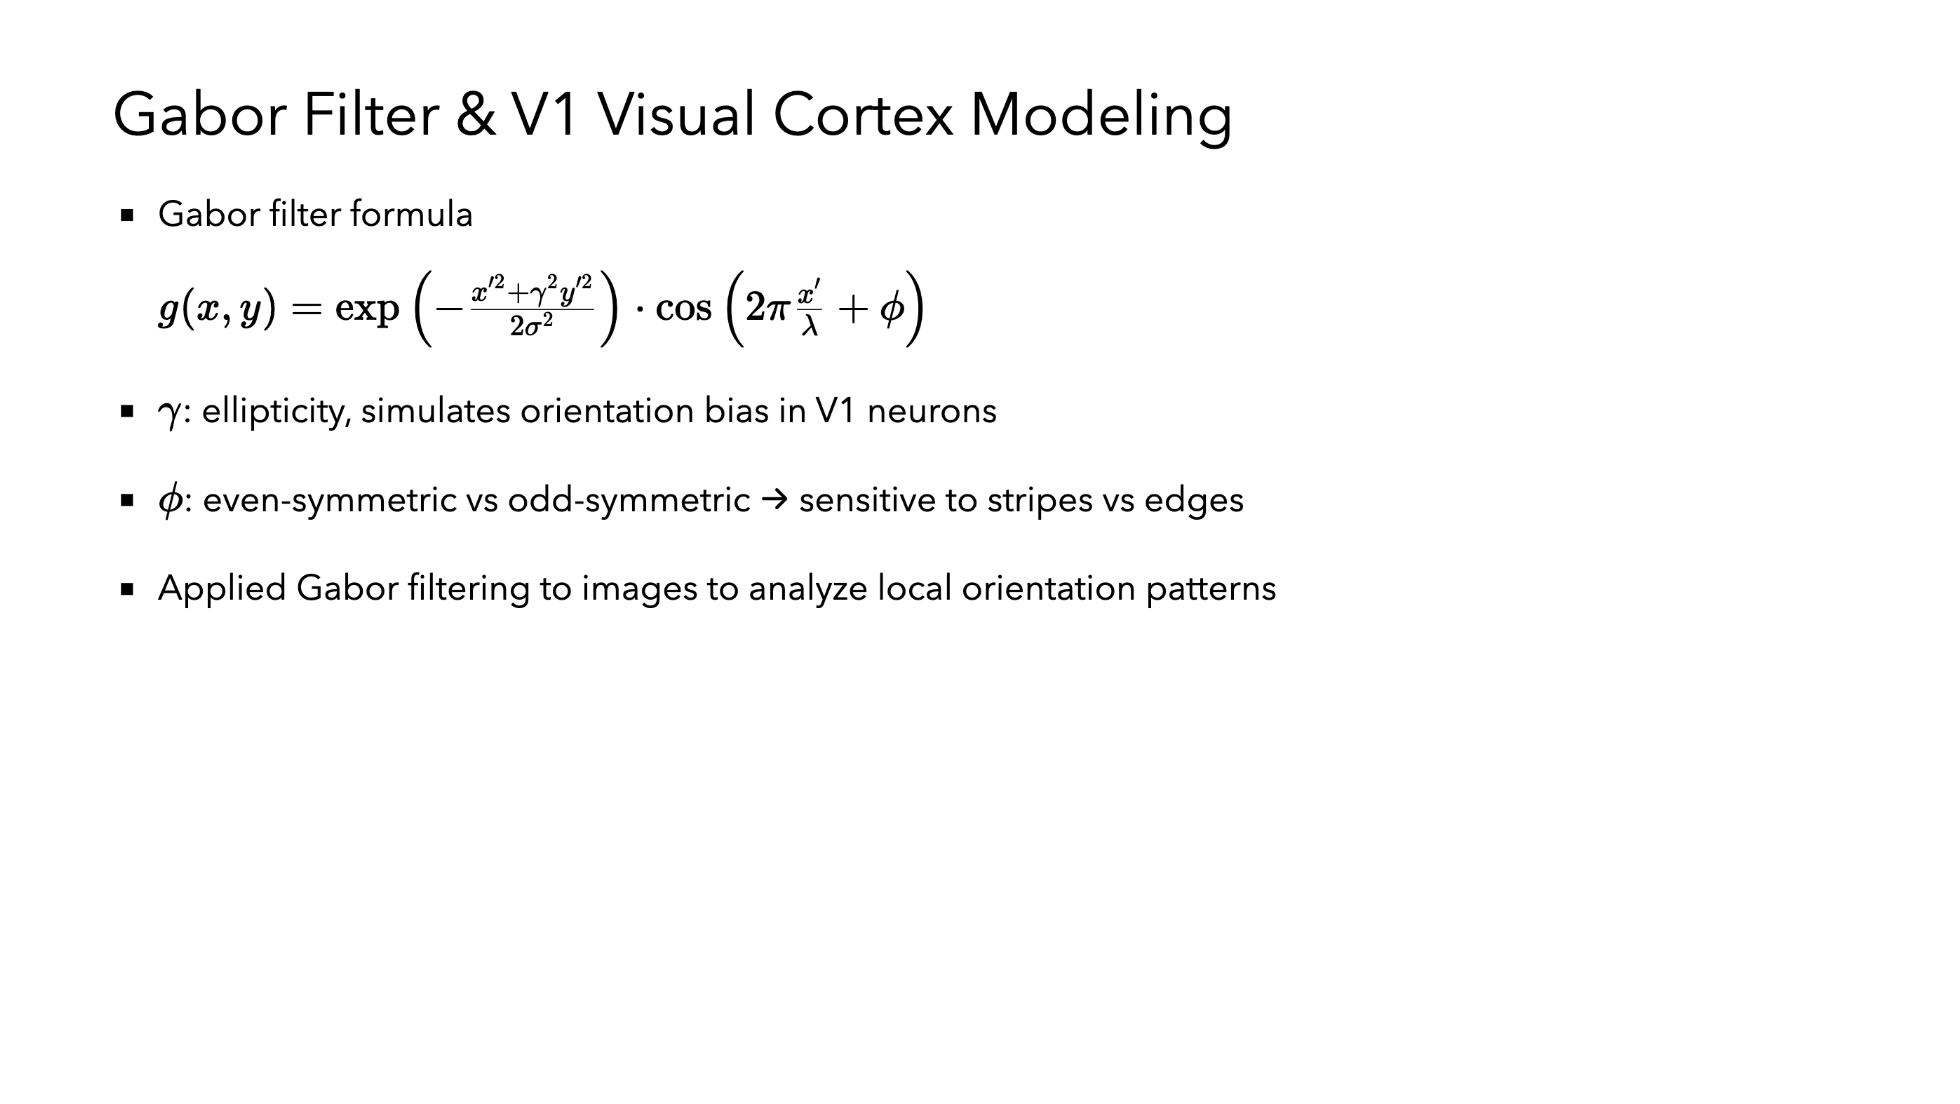 Gabor Filter & V1 Visual Cortex Modeling
▪ Gabor filter formula
g(x, y) = exp(−(x′² + γ²y′²)/(2σ²)) · cos(2π x′/λ + ϕ)
▪ γ: ellipticity, simulates orientation bias in V1 neurons
▪ ϕ: even-symmetric vs odd-symmetric → sensitive to stripes vs edges
▪ Applied Gabor filtering to images to analyze local orientation patterns